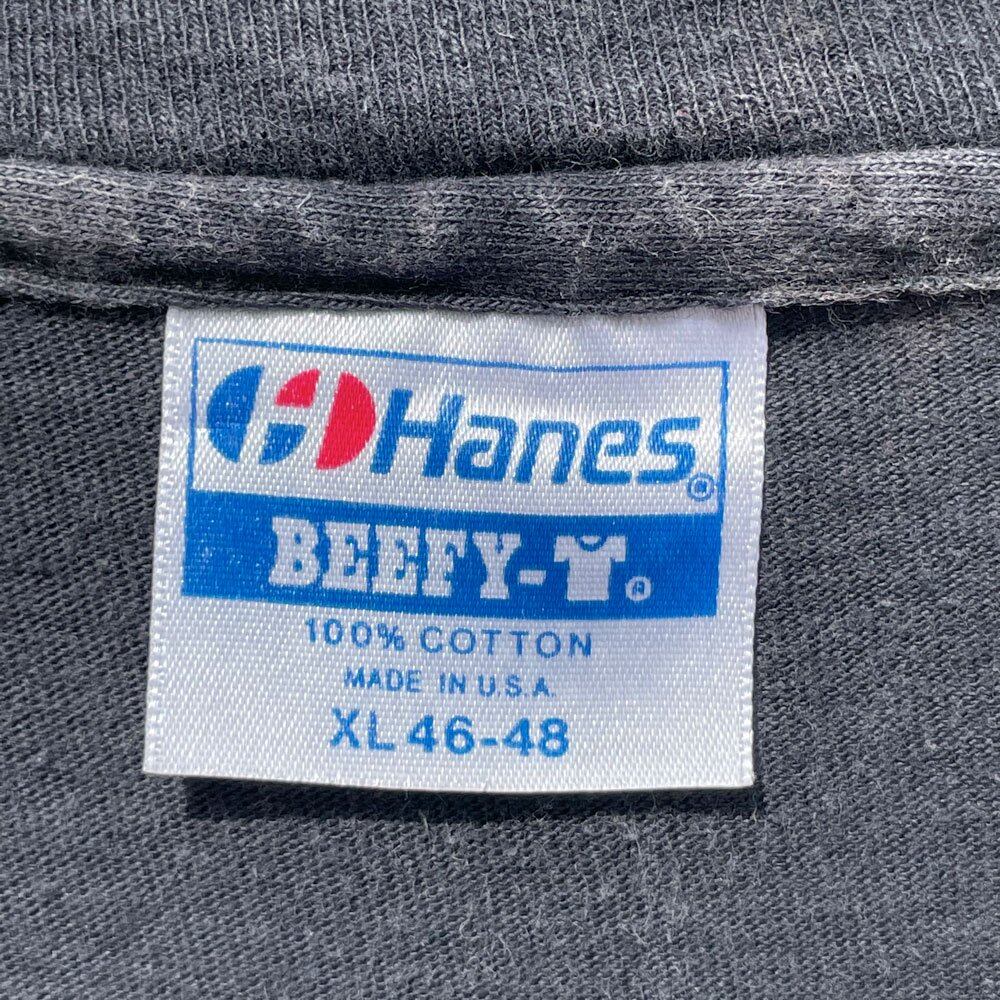 Hanes®
BEEFY-T®
100% COTTON
MADE IN U.S.A.
XL 46-48